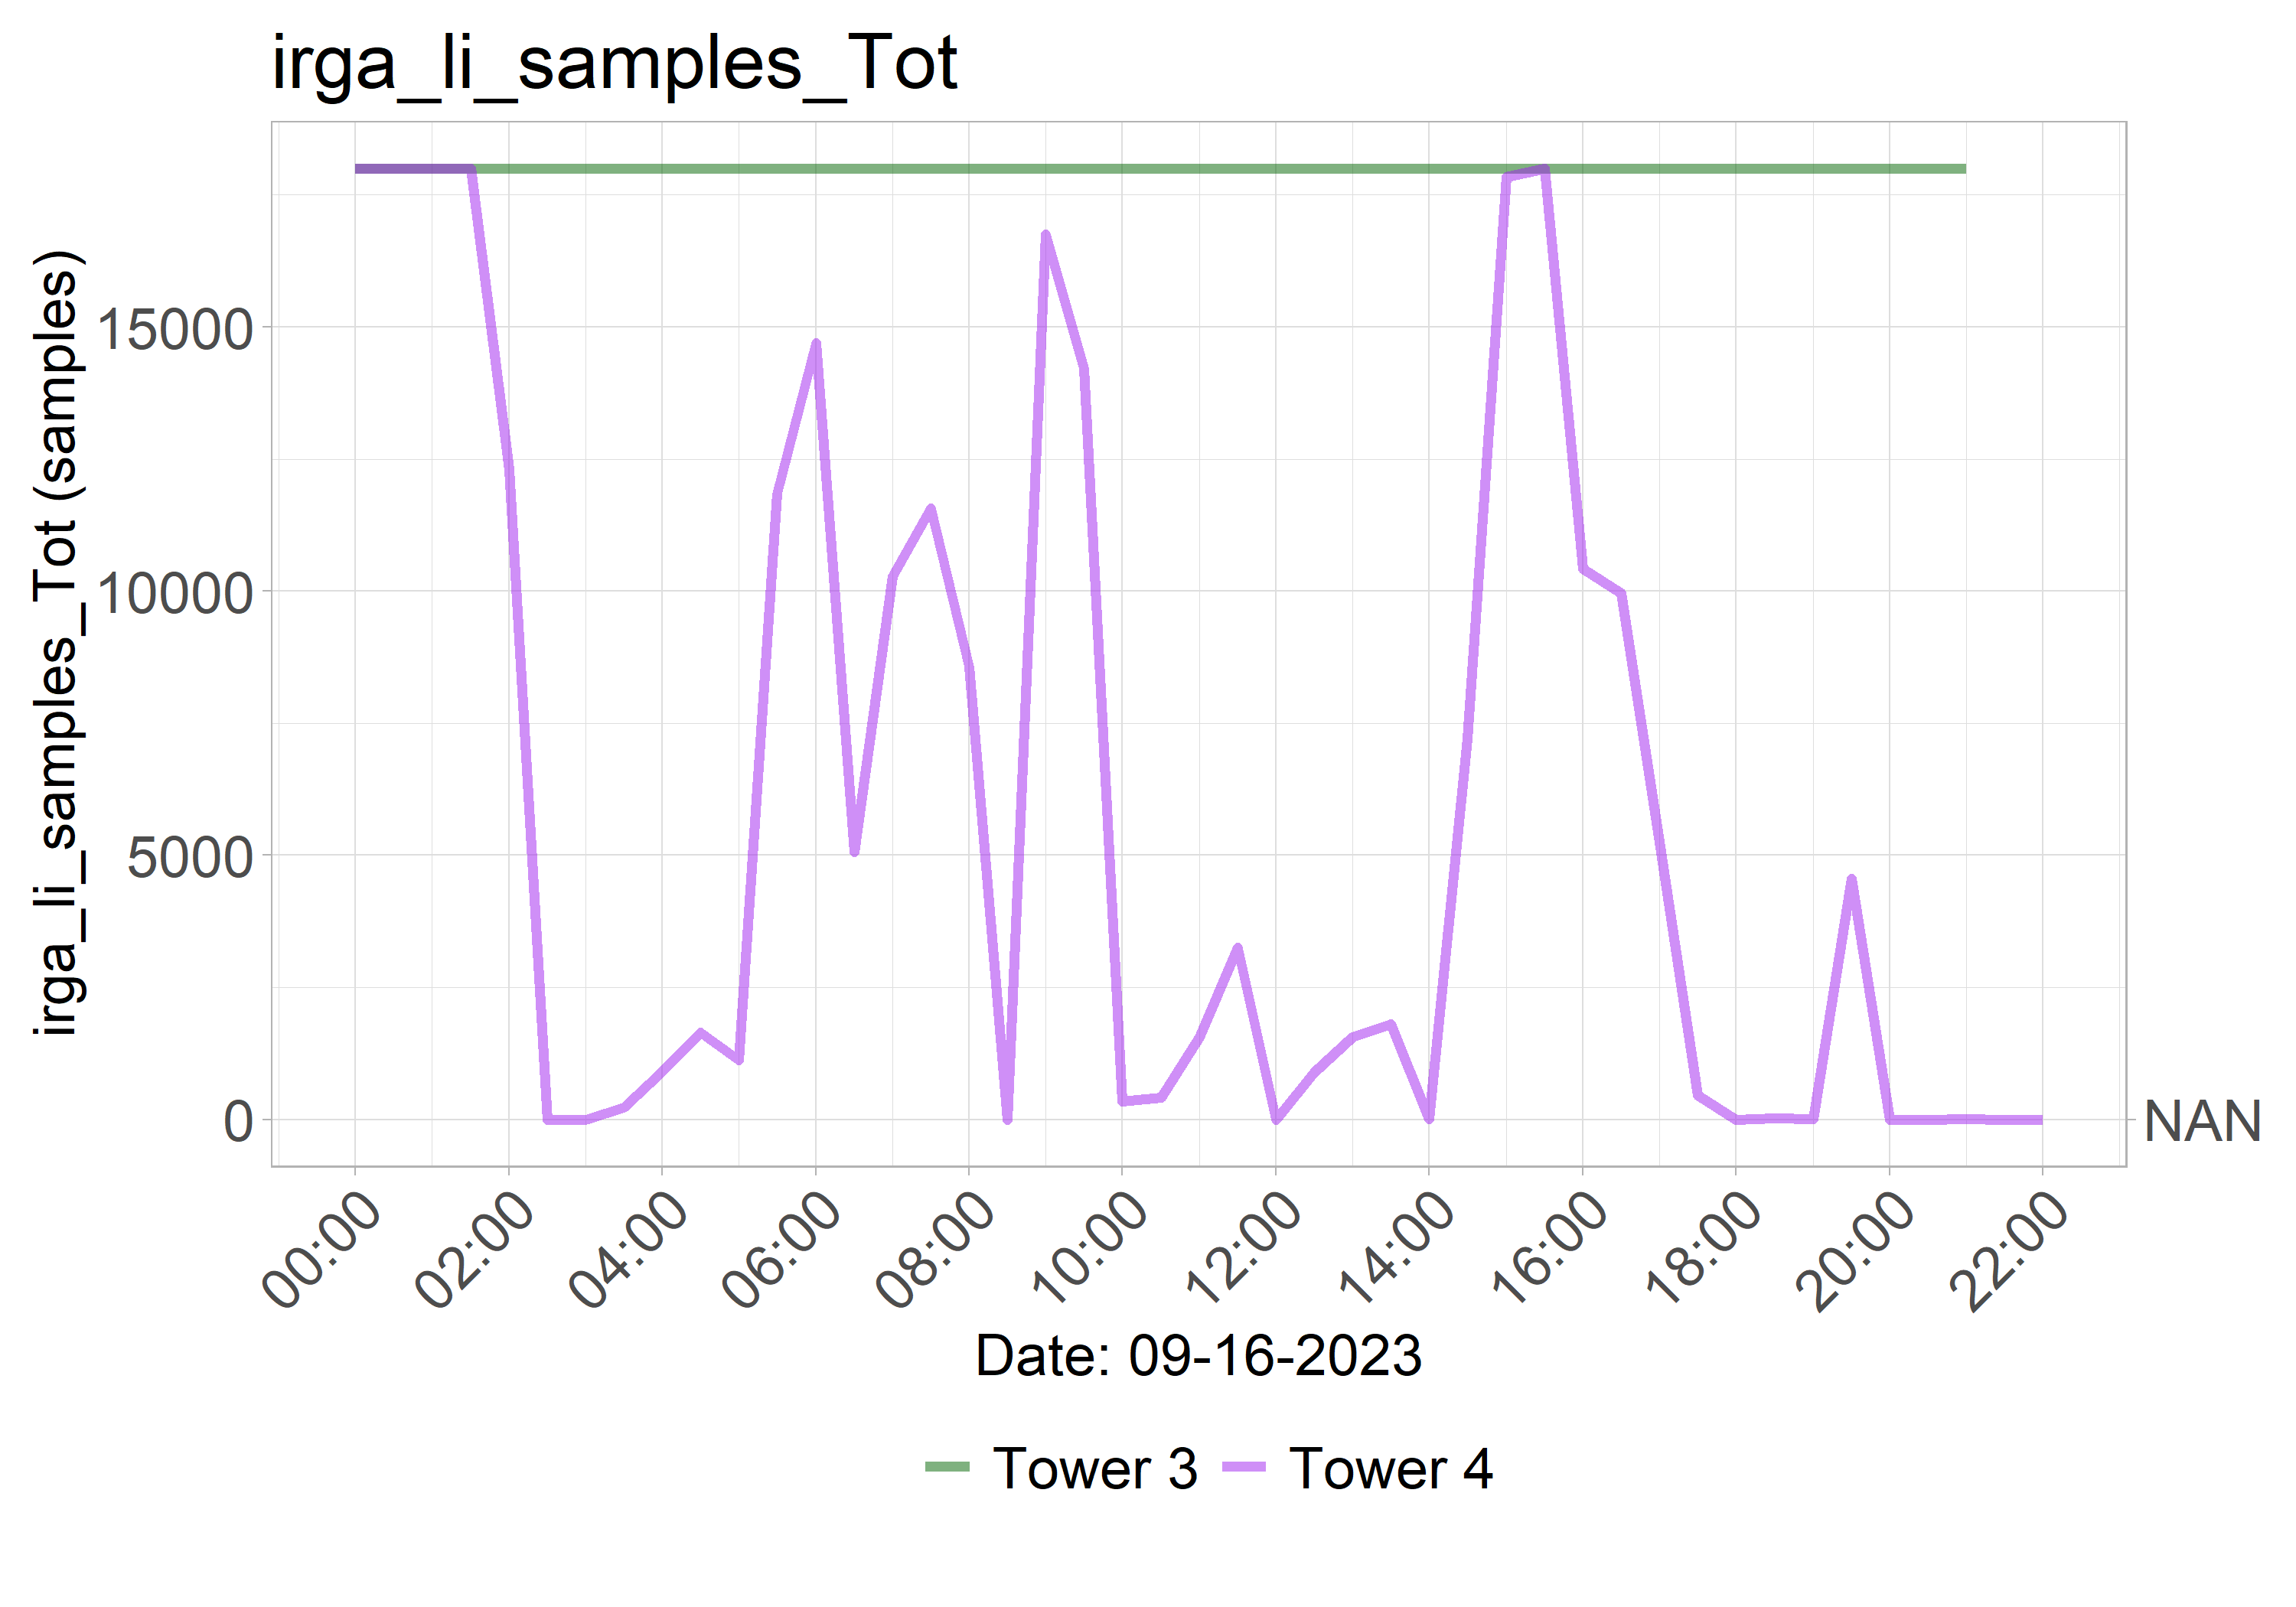 irga_li_samples_Tot
irga_li_samples_Tot (samples)
15000
10000
5000
0
NAN
00:00
02:00
04:00
06:00
08:00
10:00
12:00
14:00
16:00
18:00
20:00
22:00
Date: 09-16-2023
Tower 3
Tower 4